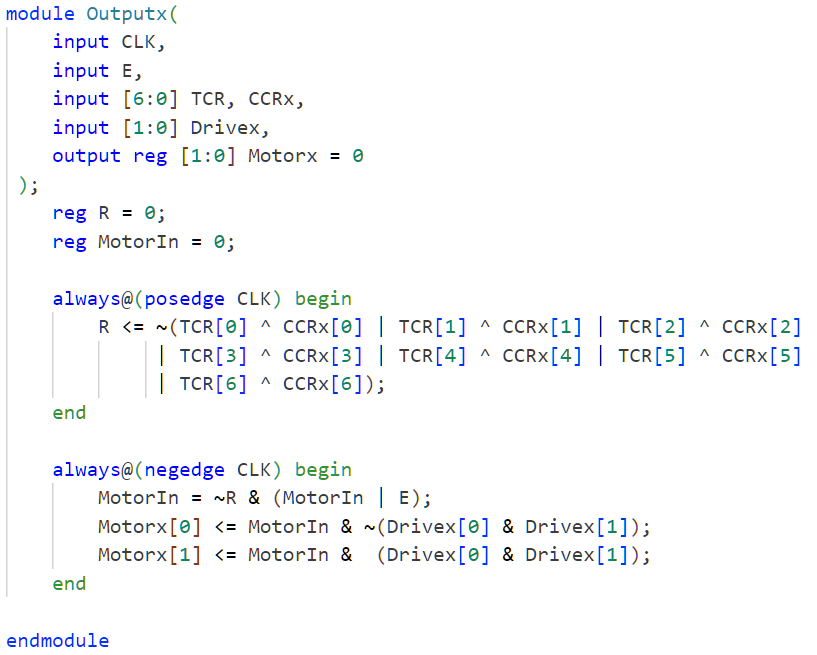 module Outputx(
    input CLK,
    input E,
    input [6:0] TCR, CCRx,
    input [1:0] Drivex,
    output reg [1:0] Motorx = 0
 );
    reg R = 0;
    reg MotorIn = 0;

    always@(posedge CLK) begin
        R <= ~(TCR[0] ^ CCRx[0] | TCR[1] ^ CCRx[1] | TCR[2] ^ CCRx[2]
             | TCR[3] ^ CCRx[3] | TCR[4] ^ CCRx[4] | TCR[5] ^ CCRx[5]
             | TCR[6] ^ CCRx[6]);
    end

    always@(negedge CLK) begin
        MotorIn = ~R & (MotorIn | E);
        Motorx[0] <= MotorIn & ~(Drivex[0] & Drivex[1]);
        Motorx[1] <= MotorIn &  (Drivex[0] & Drivex[1]);
    end

endmodule